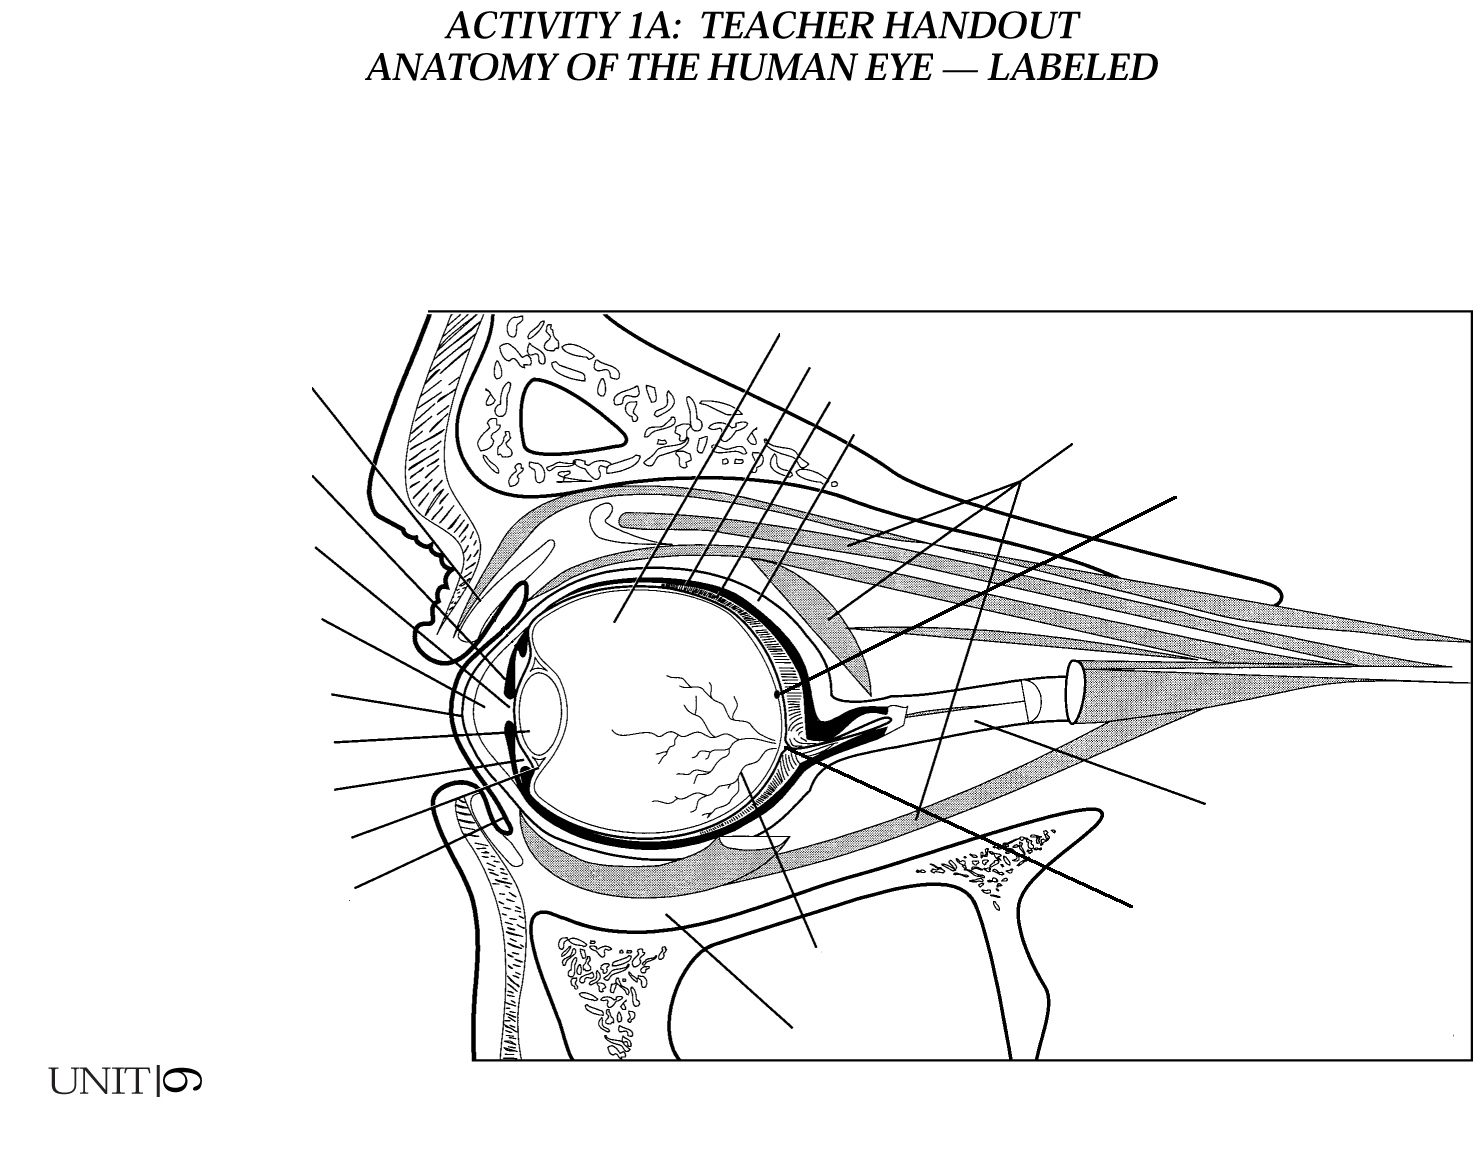 ACTIVITY 1A: TEACHER HANDOUT
ANATOMY OF THE HUMAN EYE — LABELED
UNIT|6